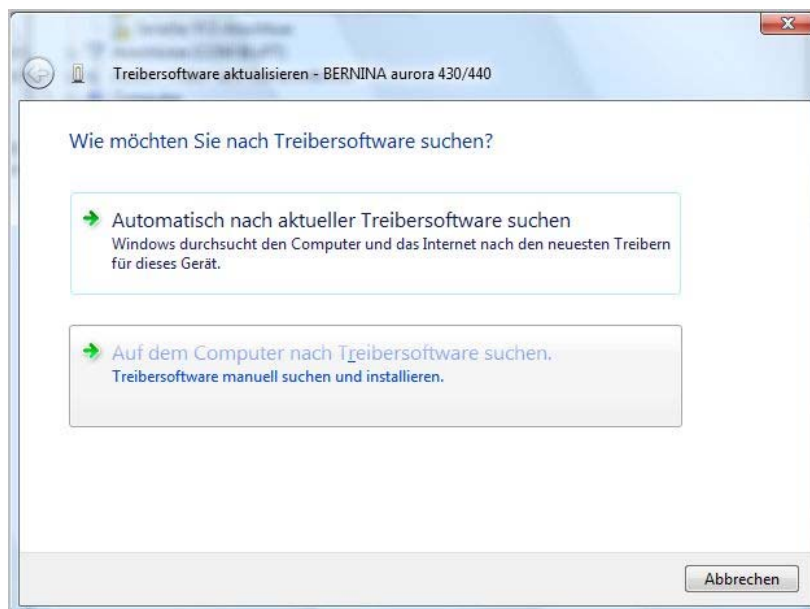 Treibersoftware aktualisieren - BERNINA aurora 430/440
Wie möchten Sie nach Treibersoftware suchen?
Automatisch nach aktueller Treibersoftware suchen
Windows durchsucht den Computer und das Internet nach den neuesten Treibern
für dieses Gerät.
Auf dem Computer nach Treibersoftware suchen.
Treibersoftware manuell suchen und installieren.
Abbrechen